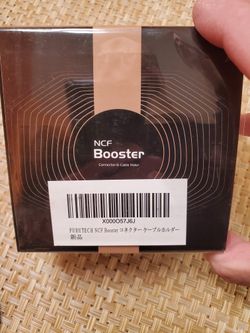 NCF
Booster
Connector & Cable Holder
X000O57J6J
FURUTECH NCF Booster コネクター ケーブルホルダー
新品